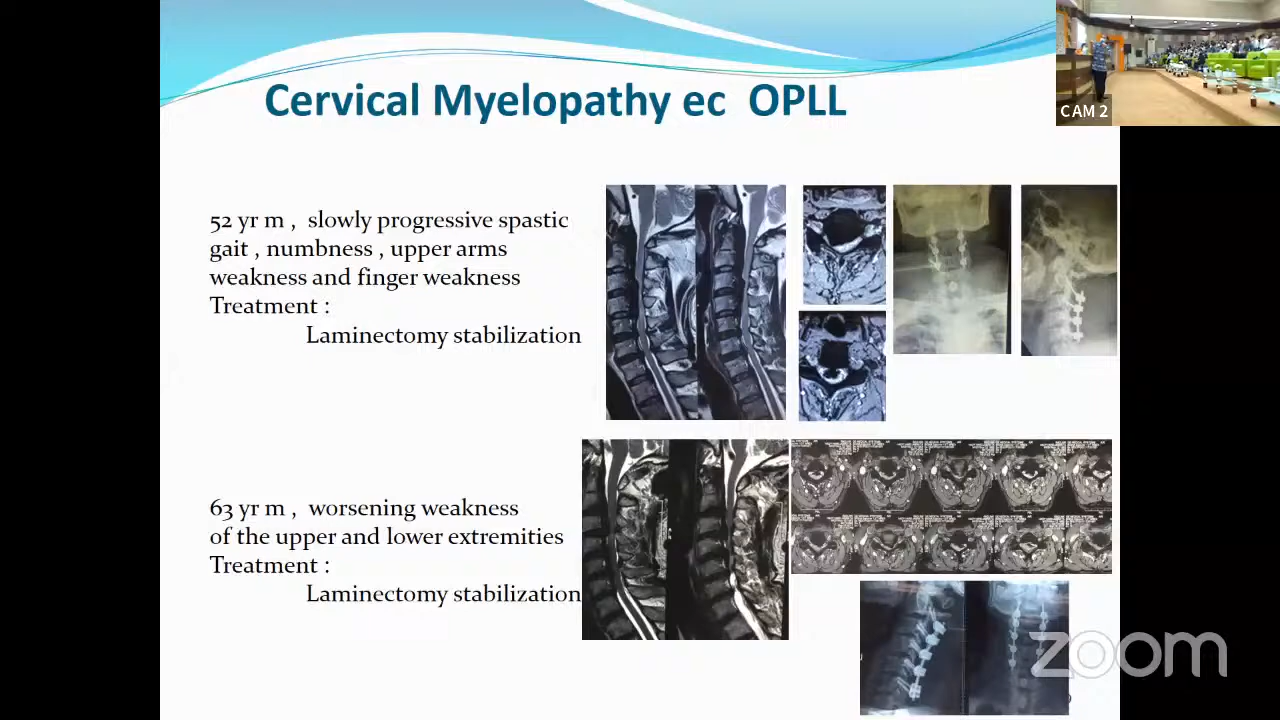 Cervical Myelopathy ec OPLL
CAM 2
52 yr m , slowly progressive spastic
gait , numbness , upper arms
weakness and finger weakness
Treatment :
Laminectomy stabilization
63 yr m , worsening weakness
of the upper and lower extremities
Treatment :
Laminectomy stabilization
zoom